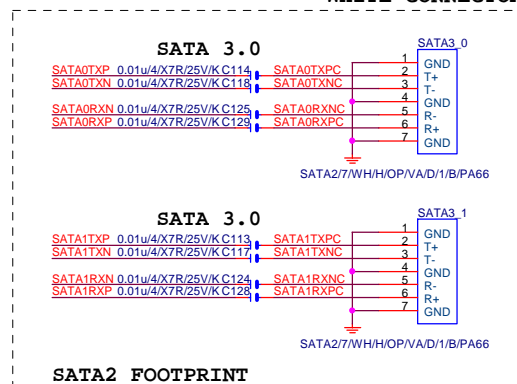 SATA 3.0
SATA3_0
SATA0TXP 0.01u/4/X7R/25V/K C114 SATA0TXPC 2 T+
SATA0TXN 0.01u/4/X7R/25V/K C118 SATA0TXNC 3 T-
SATA0RXN 0.01u/4/X7R/25V/K C125 SATA0RXNC 5 R-
SATA0RXP 0.01u/4/X7R/25V/K C129 SATA0RXPC 6 R+
1 GND
4 GND
7 GND
SATA2/7/WH/H/OP/VA/D/1/B/PA66
SATA 3.0
SATA3_1
SATA1TXP 0.01u/4/X7R/25V/K C113 SATA1TXPC 2 T+
SATA1TXN 0.01u/4/X7R/25V/K C117 SATA1TXNC 3 T-
SATA1RXN 0.01u/4/X7R/25V/K C124 SATA1RXNC 5 R-
SATA1RXP 0.01u/4/X7R/25V/K C128 SATA1RXPC 6 R+
1 GND
4 GND
7 GND
SATA2/7/WH/H/OP/VA/D/1/B/PA66
SATA2 FOOTPRINT